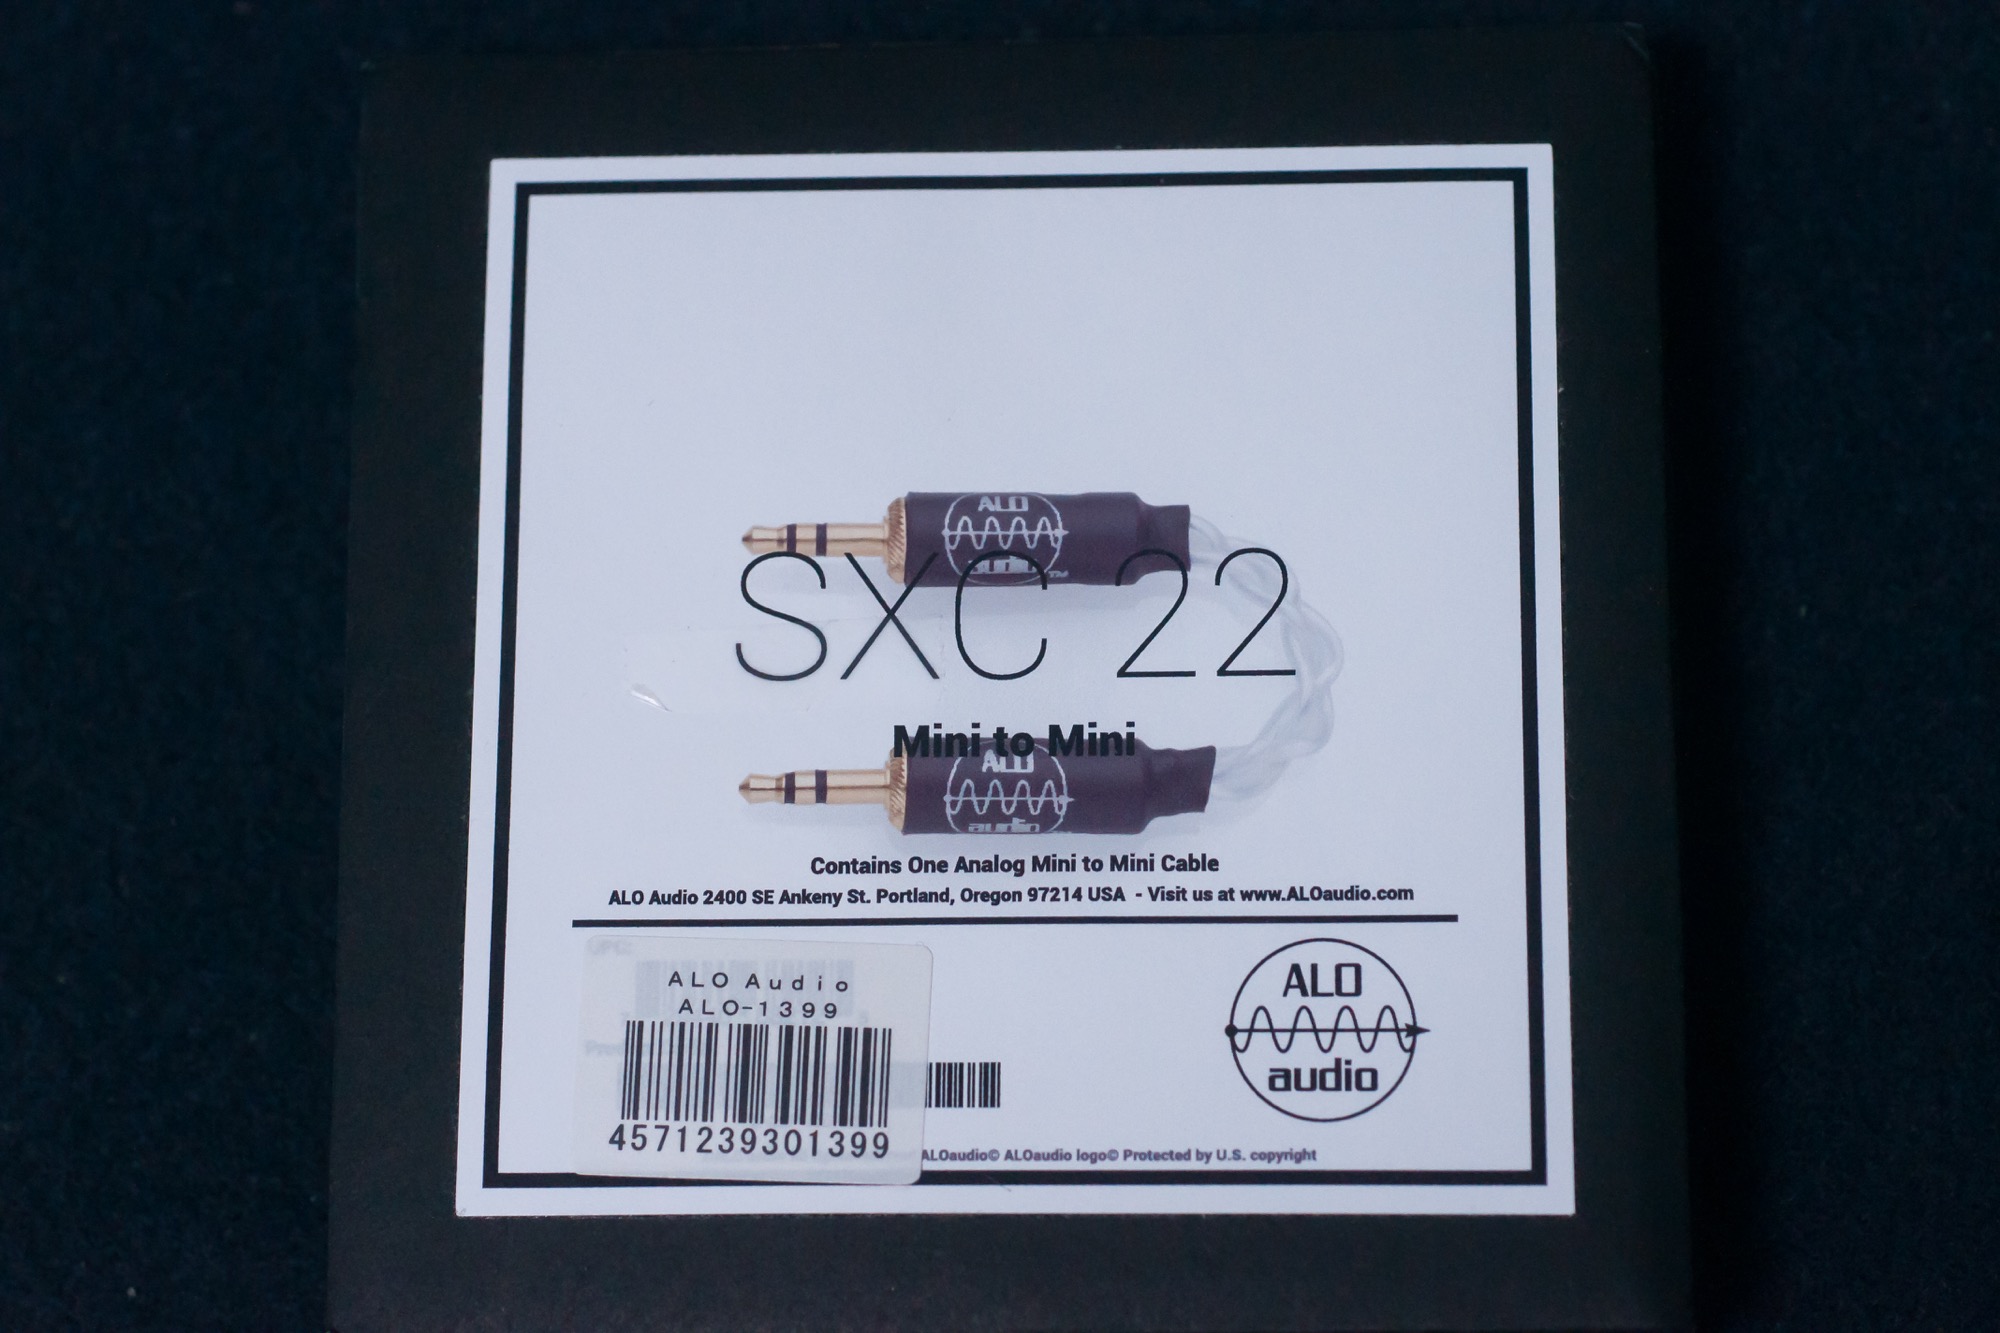 ALO
audio™
SXC 22
Mini to Mini
ALO
audio
Contains One Analog Mini to Mini Cable
ALO Audio 2400 SE Ankeny St. Portland, Oregon 97214 USA - Visit us at www.ALOaudio.com
UPC:
ALO Audio
ALO-1399
4571239301399
ALO
audio
ALOaudio© ALOaudio logo© Protected by U.S. copyright